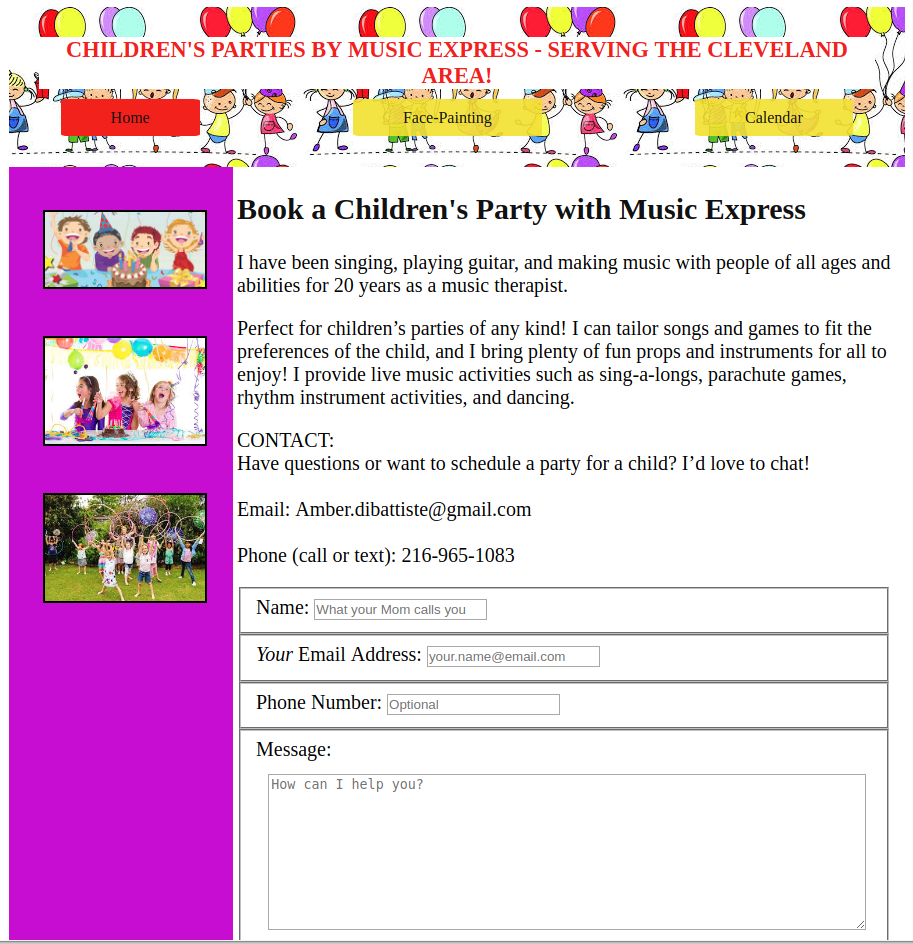 CHILDREN'S PARTIES BY MUSIC EXPRESS - SERVING THE CLEVELAND
AREA!
Home
Face-Painting
Calendar
Book a Children's Party with Music Express
I have been singing, playing guitar, and making music with people of all ages and
abilities for 20 years as a music therapist.
Perfect for children’s parties of any kind! I can tailor songs and games to fit the
preferences of the child, and I bring plenty of fun props and instruments for all to
enjoy! I provide live music activities such as sing-a-longs, parachute games,
rhythm instrument activities, and dancing.
CONTACT:
Have questions or want to schedule a party for a child? I’d love to chat!
Email: Amber.dibattiste@gmail.com
Phone (call or text): 216-965-1083
Name: What your Mom calls you
Your Email Address: your.name@email.com
Phone Number: Optional
Message:
How can I help you?